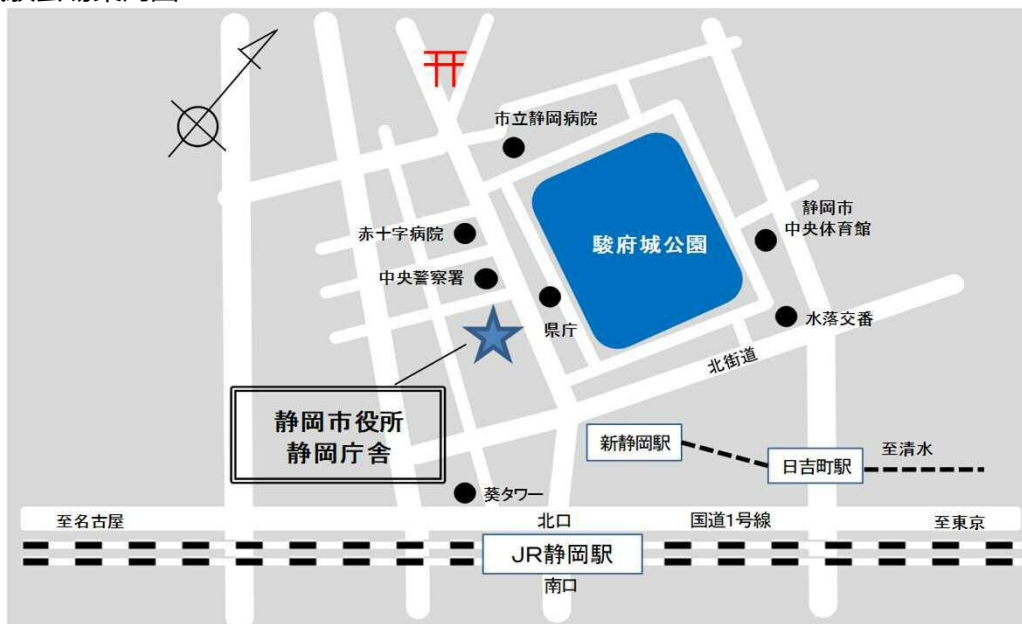 市立静岡病院
静岡市
中央体育館
赤十字病院
駿府城公園
中央警察署
県庁
水落交番
北街道
静岡市役所
静岡庁舎
新静岡駅
日吉町駅
至清水
葵タワー
至名古屋
北口
国道1号線
至東京
JR静岡駅
南口